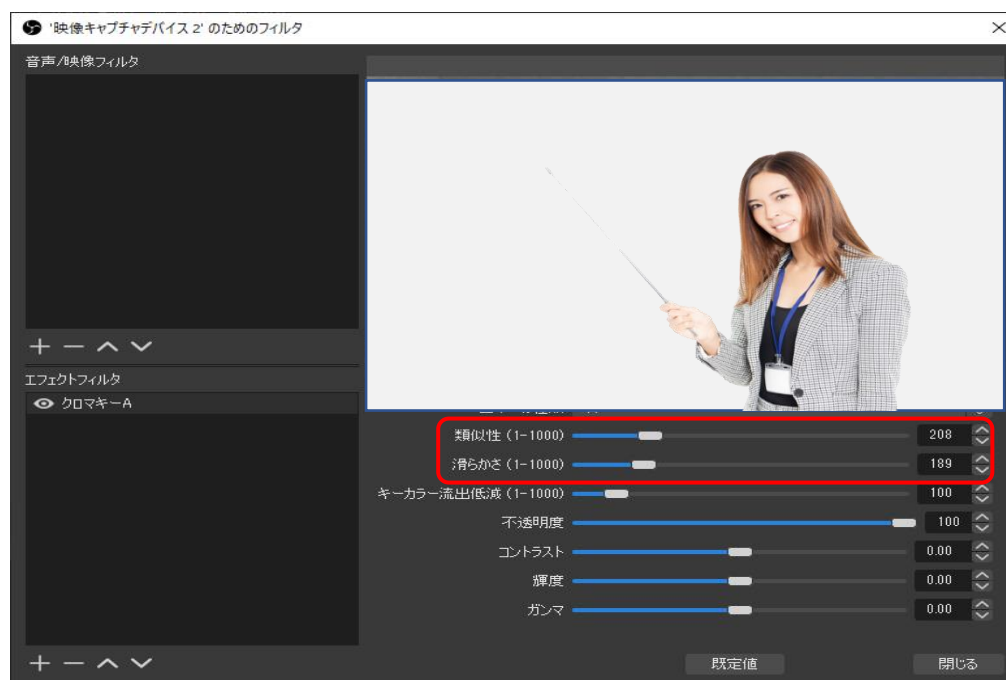 '映像キャプチャデバイス 2' のためのフィルタ
音声/映像フィルタ
エフェクトフィルタ
クロマキーA
類似性 (1-1000) 208
滑らかさ (1-1000) 189
キーカラー流出低減 (1-1000) 100
不透明度 100
コントラスト 0.00
輝度 0.00
ガンマ 0.00
既定値 閉じる